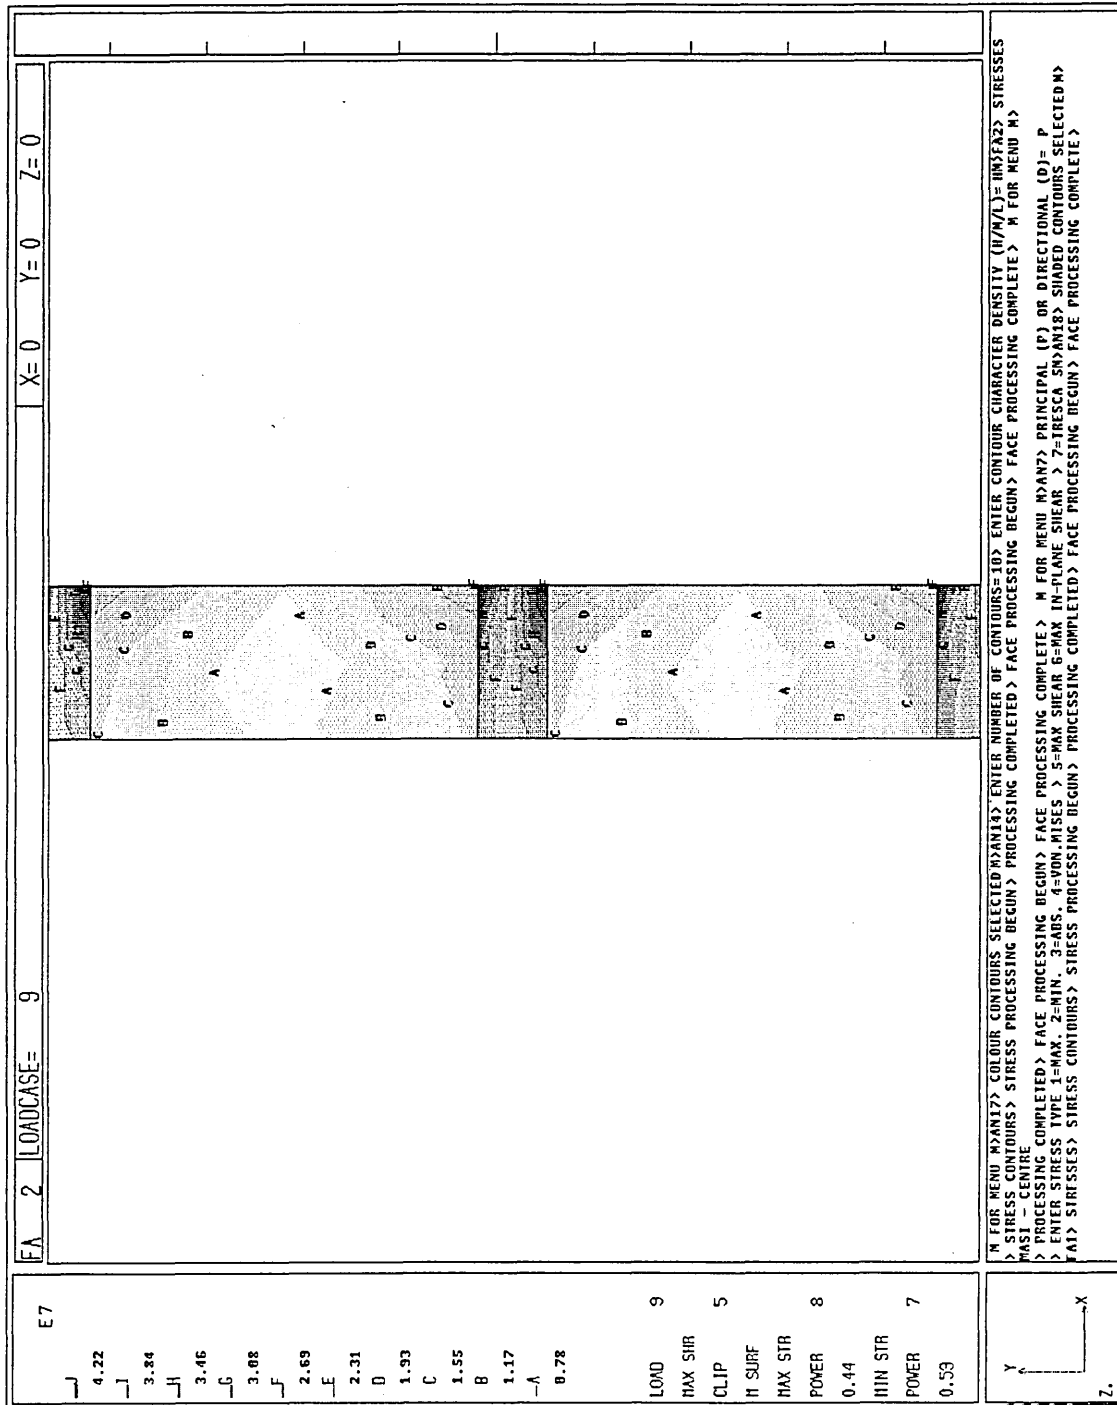 FA 2 LOADCASE= 9 X= 0 Y= 0 Z= 0
E7
J
4.22
I
3.84
H
3.46
G
3.08
F
2.69
E
2.31
D
1.93
C
1.55
B
1.17
A
0.78
LOAD 9
MAX SHR
CLIP 5
M SURF
MAX STR
POWER 8
0.44
MIN STR
POWER 7
0.59
M FOR MENU M>AN17> COLOUR CONTOURS SELECTED M>AN14> ENTER NUMBER OF CONTOURS=10> ENTER CONTOUR CHARACTER DENSITY (H/M/L)= HM>FA2> STRESSES
> STRESS CONTOURS> STRESS PROCESSING BEGUN> PROCESSING COMPLETED> FACE PROCESSING BEGUN> FACE PROCESSING COMPLETE> M FOR MENU M>
MASI - CENTRE
> PROCESSING COMPLETED> FACE PROCESSING BEGUN> FACE PROCESSING COMPLETE> M FOR MENU M>AN7> PRINCIPAL (P) OR DIRECTIONAL (D)= P
> ENTER STRESS TYPE 1=MAX. 2=MIN. 3=ABS. 4=VON.MISES > 5=MAX SHEAR 6=MAX IN-PLANE SHEAR > 7=TRESCA SM>AN18> SHADED CONTOURS SELECTED M>
FA1> STRESSES> STRESS CONTOURS> STRESS PROCESSING BEGUN> PROCESSING COMPLETED> FACE PROCESSING BEGUN> FACE PROCESSING COMPLETE>
Y
X
Z.